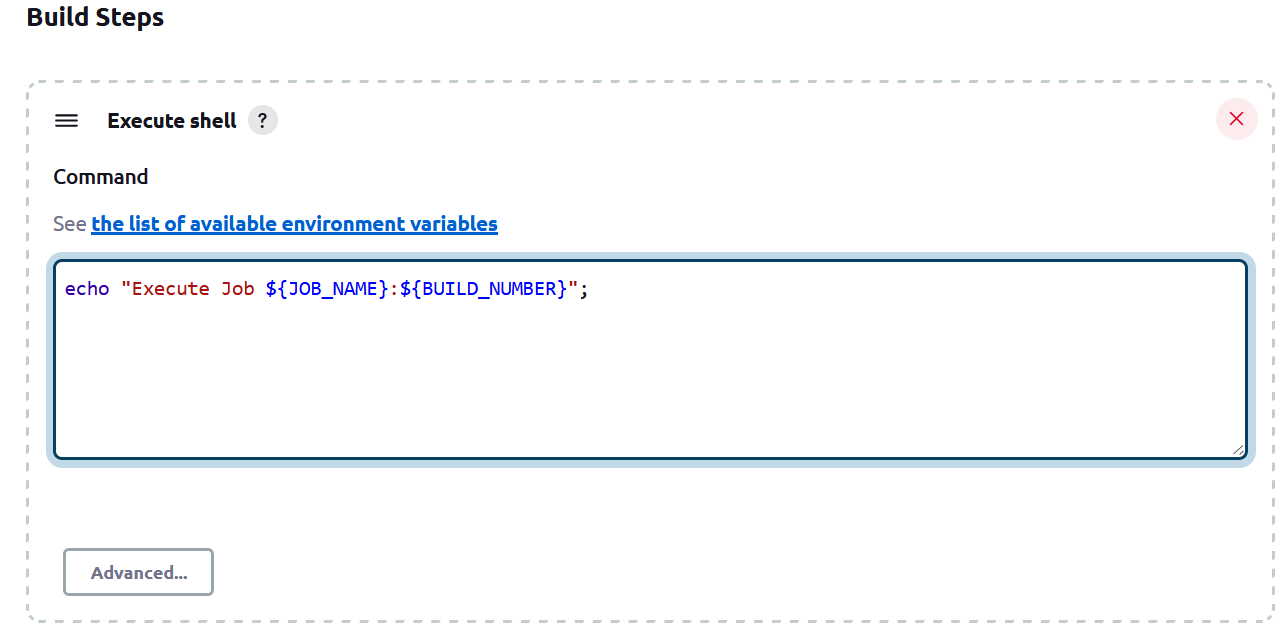 Build Steps
Execute shell ?
Command
See the list of available environment variables
echo "Execute Job ${JOB_NAME}:${BUILD_NUMBER}";
Advanced...